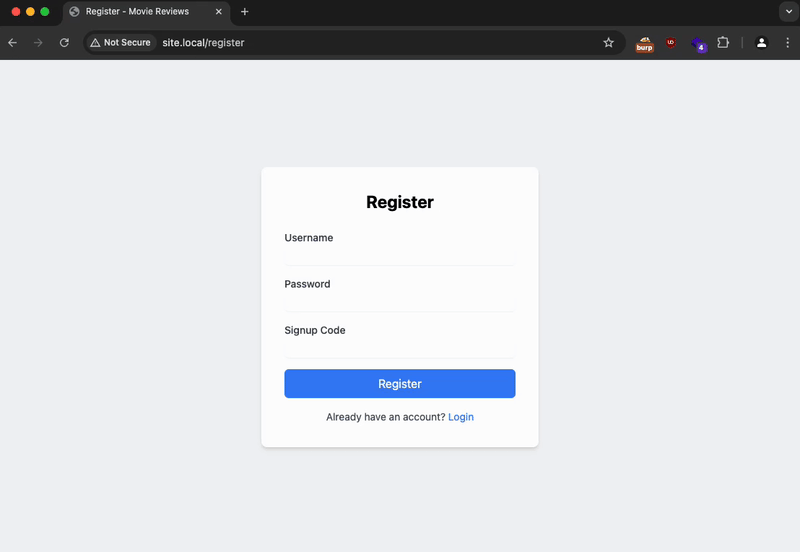 Register - Movie Reviews
Not Secure
site.local/register
burp
UD
4
Register
Username
Password
Signup Code
Register
Already have an account? Login